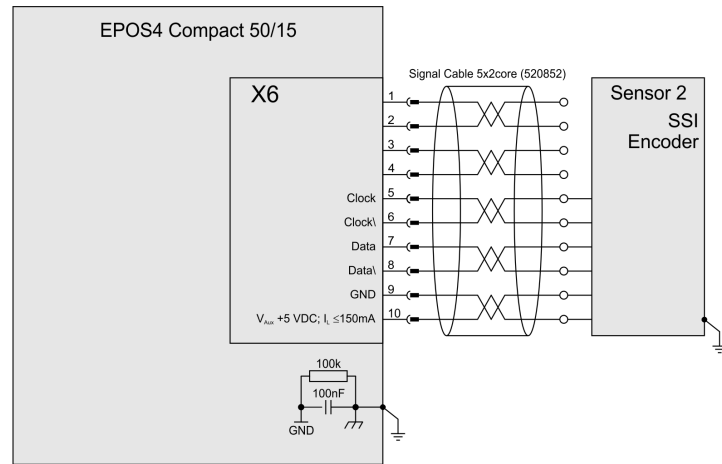 EPOS4 Compact 50/15
Signal Cable 5x2core (520852)
X6
Sensor 2
SSI
Encoder
1
2
3
4
Clock 5
Clock\ 6
Data 7
Data\ 8
GND 9
V_Aux +5 VDC; I_L ≤150mA 10
100k
100nF
GND